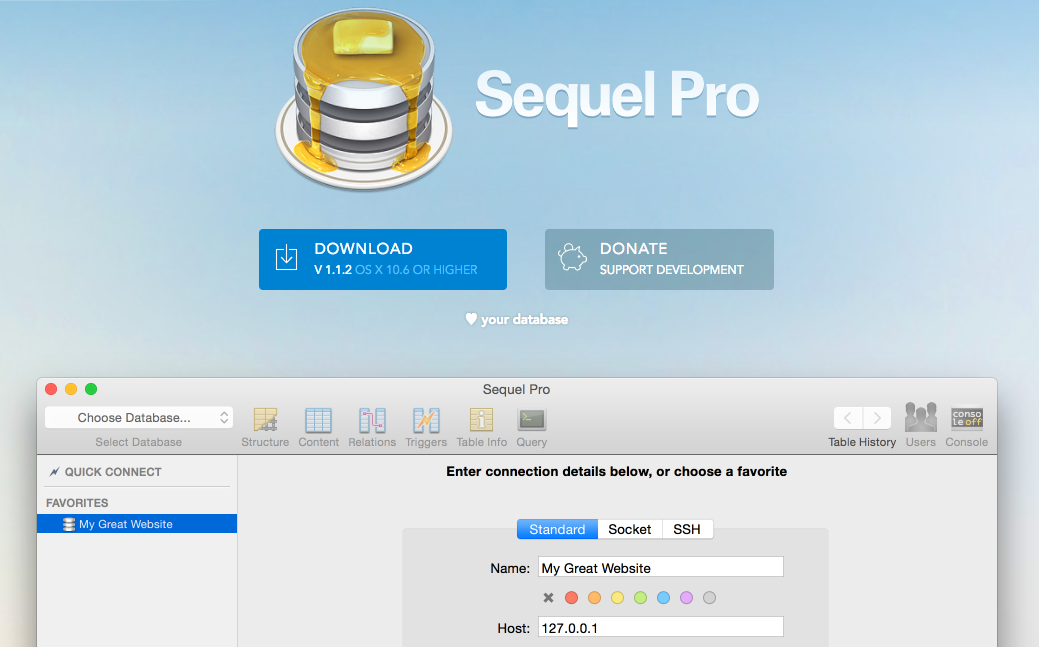 Sequel Pro
DOWNLOAD
V 1.1.2 OS X 10.6 OR HIGHER
DONATE
SUPPORT DEVELOPMENT
your database
Sequel Pro
Choose Database...
Select Database
Structure
Content
Relations
Triggers
Table Info
Query
Table History
Users
conso
le off
Console
QUICK CONNECT
FAVORITES
My Great Website
Enter connection details below, or choose a favorite
Standard
Socket
SSH
Name: My Great Website
Host: 127.0.0.1